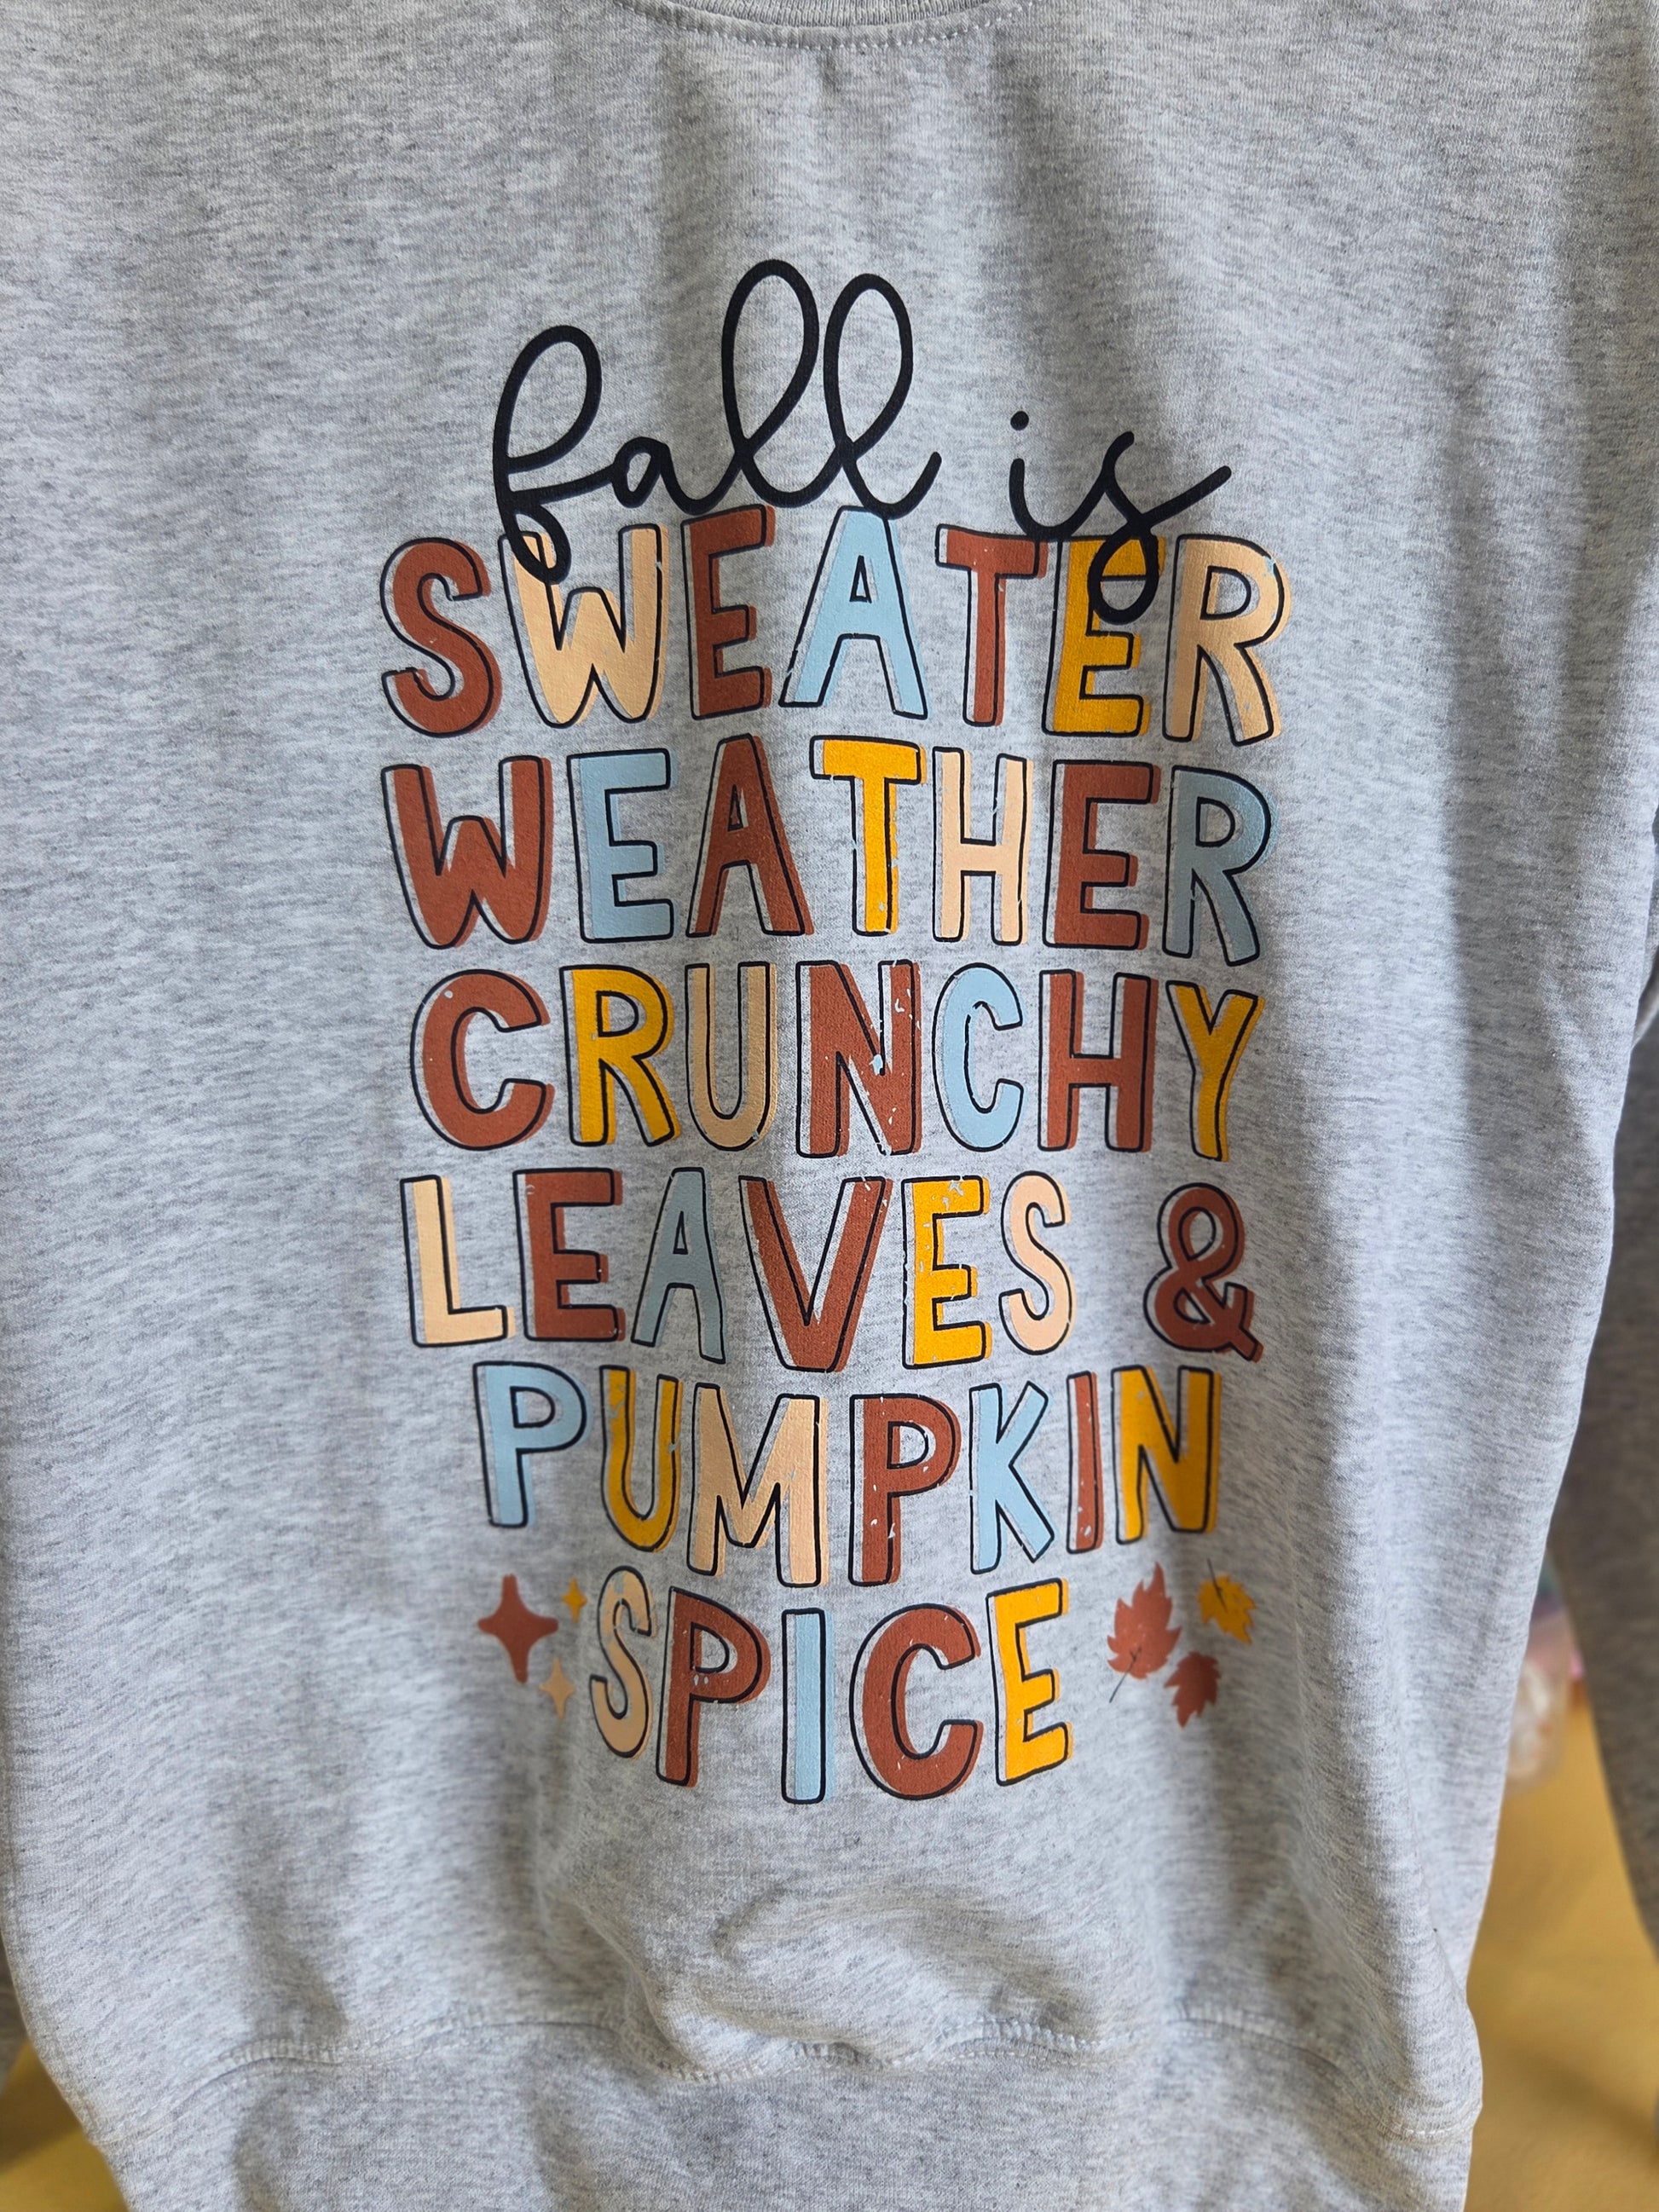 fall is
SWEATER
WEATHER
CRUNCHY
LEAVES &
PUMPKIN
SPICE